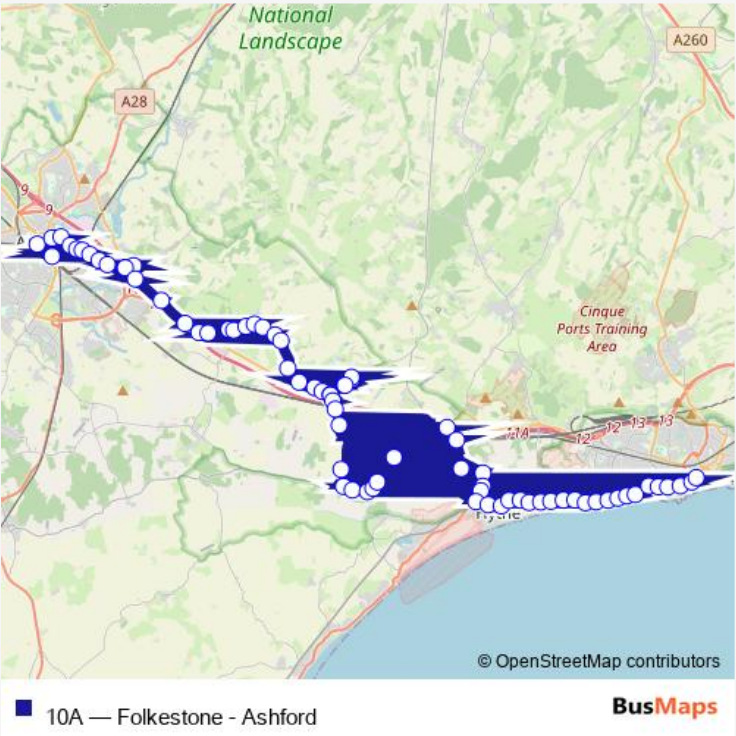 National
Landscape
A260
A28
9
9
Cinque
Ports Training
Area
11A
12
12
13
13
Hythe
© OpenStreetMap contributors
10A — Folkestone - Ashford
BusMaps